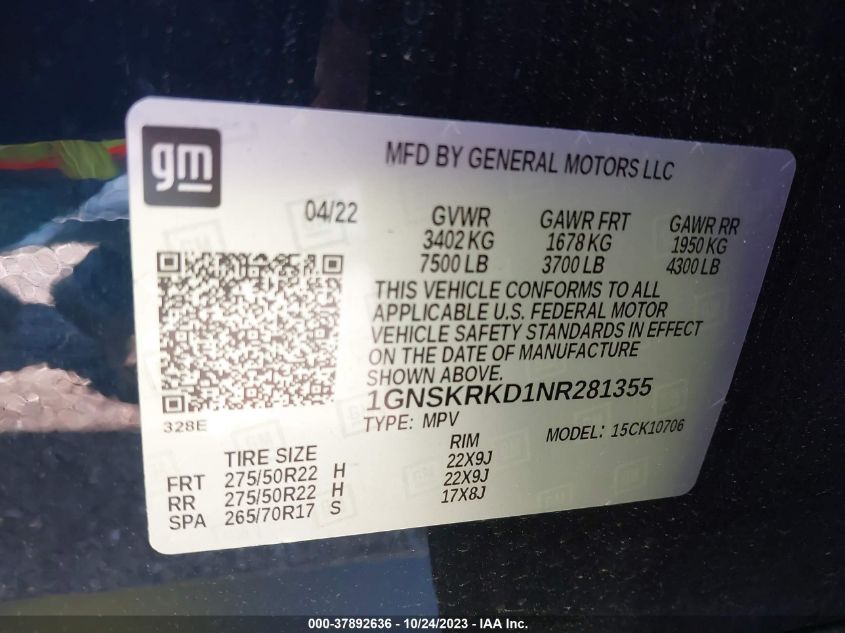 gm
MFD BY GENERAL MOTORS LLC
04/22
GVWR GAWR FRT GAWR RR
3402 KG 1678 KG 1950 KG
7500 LB 3700 LB 4300 LB
THIS VEHICLE CONFORMS TO ALL
APPLICABLE U.S. FEDERAL MOTOR
VEHICLE SAFETY STANDARDS IN EFFECT
ON THE DATE OF MANUFACTURE
SHOWN ABOVE.
1GNSKRKD1NR281355
328E
TYPE: MPV
MODEL: 15CK10706
TIRE SIZE RIM
FRT 275/50R22 H 22X9J
RR 275/50R22 H 22X9J
SPA 265/70R17 S 17X8J
000-37892636 - 10/24/2023 - IAA Inc.